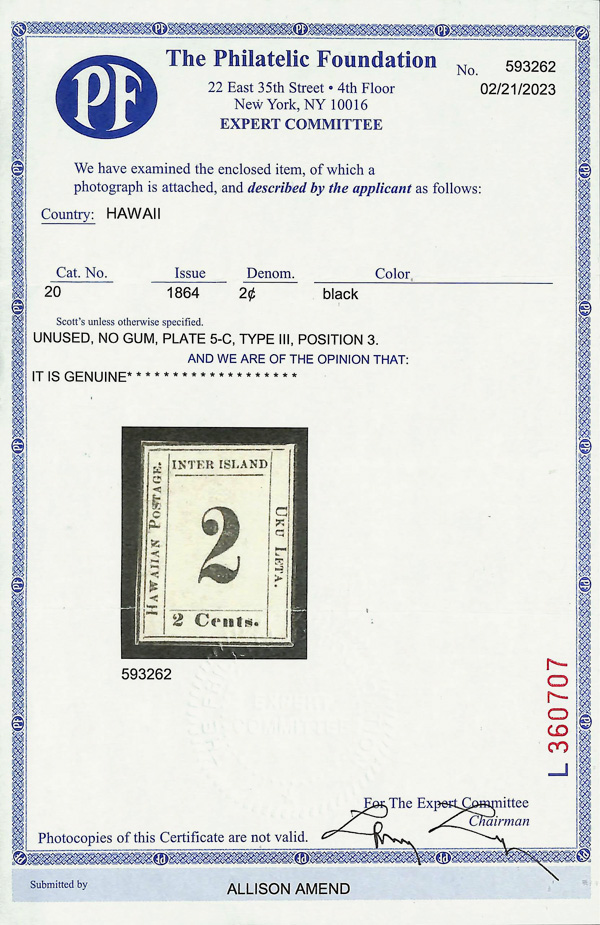 PF
The Philatelic Foundation
22 East 35th Street • 4th Floor
New York, NY 10016
EXPERT COMMITTEE
No. 593262
02/21/2023
We have examined the enclosed item, of which a
photograph is attached, and described by the applicant as follows:
Country: HAWAII
Cat. No. Issue Denom. Color
20 1864 2¢ black
Scott's unless otherwise specified.
UNUSED, NO GUM, PLATE 5-C, TYPE III, POSITION 3.
AND WE ARE OF THE OPINION THAT:
IT IS GENUINE* * * * * * * * * * * * * * * * * * * *
HAWAIIAN POSTAGE.
INTER ISLAND
2
UKU LETA.
2 Cents.
593262
L 360707
For The Expert Committee
Chairman
Photocopies of this Certificate are not valid.
Submitted by
ALLISON AMEND